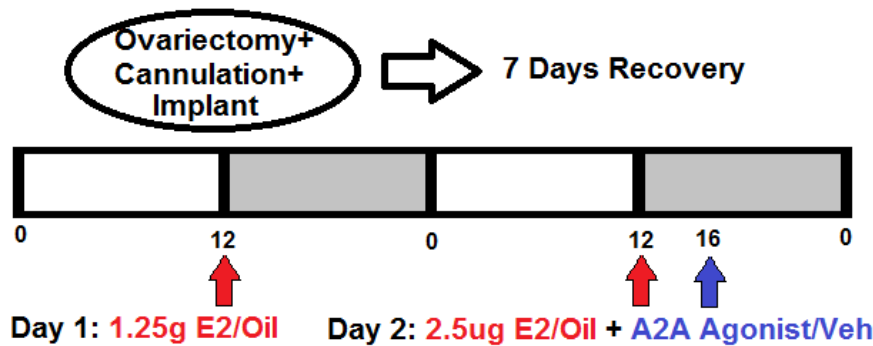 Ovariectomy+
Cannulation+
Implant
7 Days Recovery
0 12 0 12 16 0
Day 1: 1.25g E2/Oil Day 2: 2.5ug E2/Oil + A2A Agonist/Veh